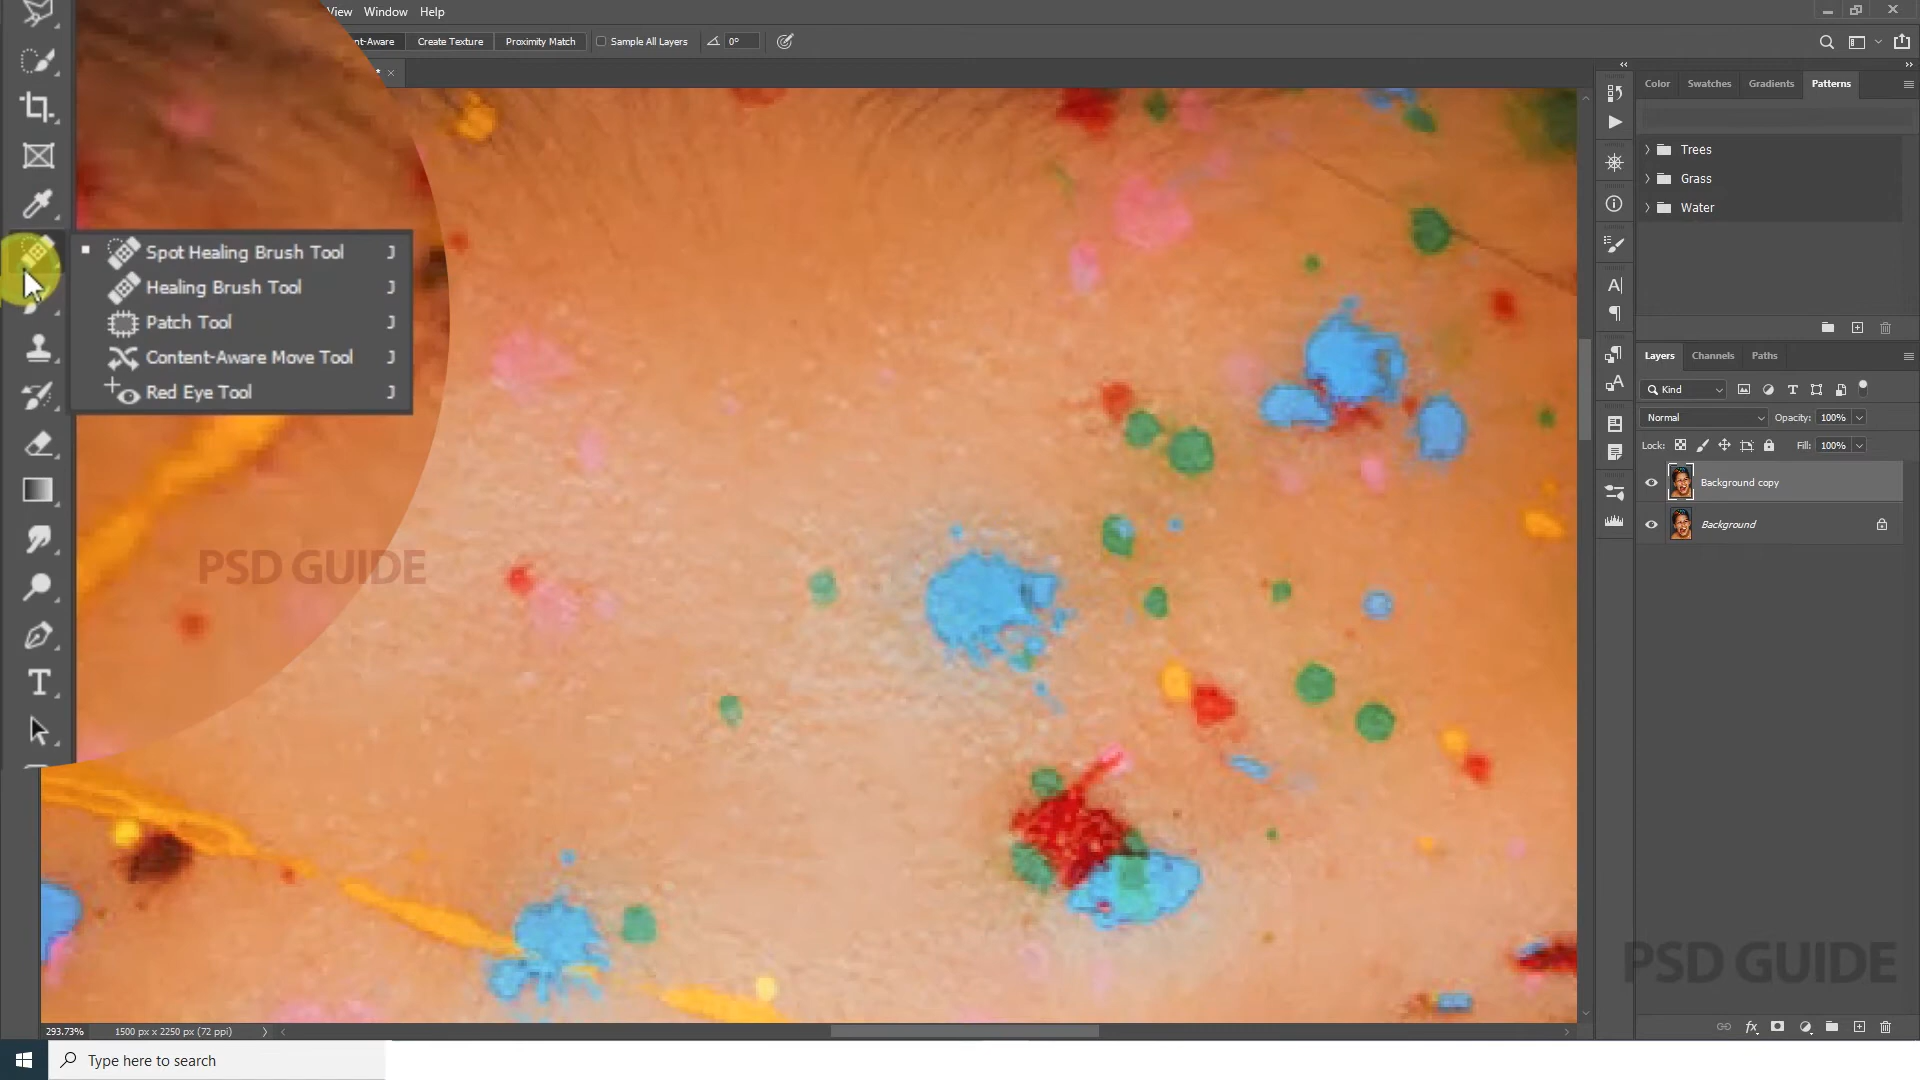 View Window Help
nt-Aware Create Texture Proximity Match Sample All Layers 0°
* ×
Color Swatches Gradients Patterns
Trees
Grass
Water
Spot Healing Brush Tool J
Healing Brush Tool J
Patch Tool J
Content-Aware Move Tool J
Red Eye Tool J
Layers Channels Paths
Kind
Normal Opacity: 100%
Lock: Fill: 100%
Background copy
Background
PSD GUIDE
PSD GUIDE
293.73% 1500 px x 2250 px (72 ppi)
Type here to search